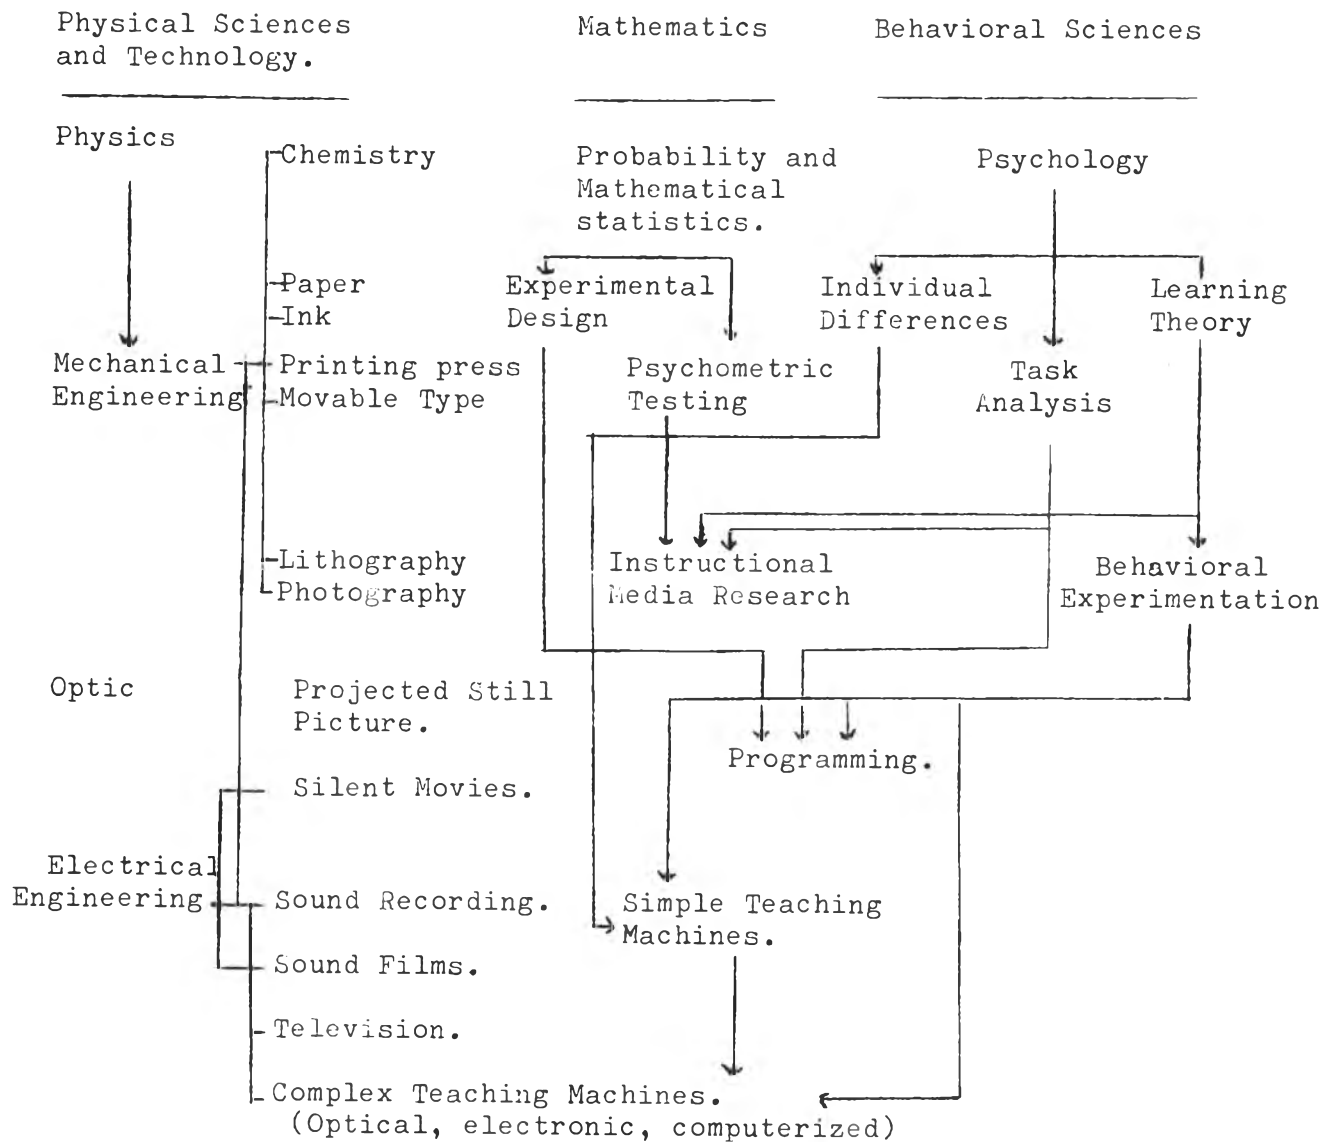 Physical Sciences
and Technology.
Mathematics
Behavioral Sciences
Physics
Chemistry
Probability and
Mathematical
statistics.
Psychology
Paper
Ink
Experimental
Design
Individual
Differences
Learning
Theory
Mechanical
Engineering
Printing press
Movable Type
Psychometric
Testing
Task
Analysis
Lithography
Photography
Instructional
Media Research
Behavioral
Experimentation
Optic
Projected Still
Picture.
Programming.
Silent Movies.
Electrical
Engineering
Sound Recording.
Simple Teaching
Machines.
Sound Films.
Television.
Complex Teaching Machines.
(Optical, electronic, computerized)